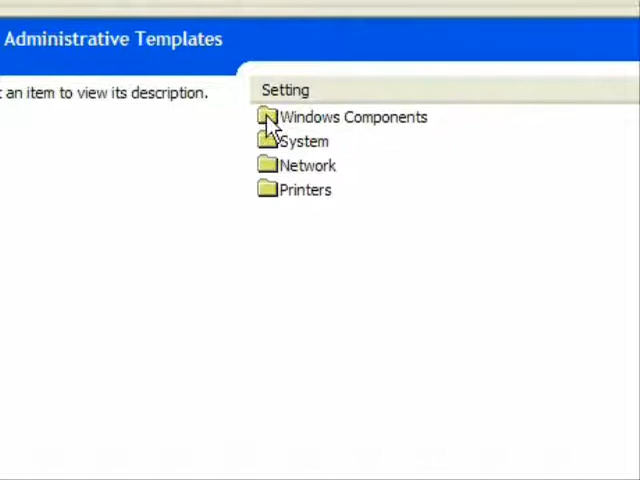 Administrative Templates
t an item to view its description.
Setting
Windows Components
System
Network
Printers